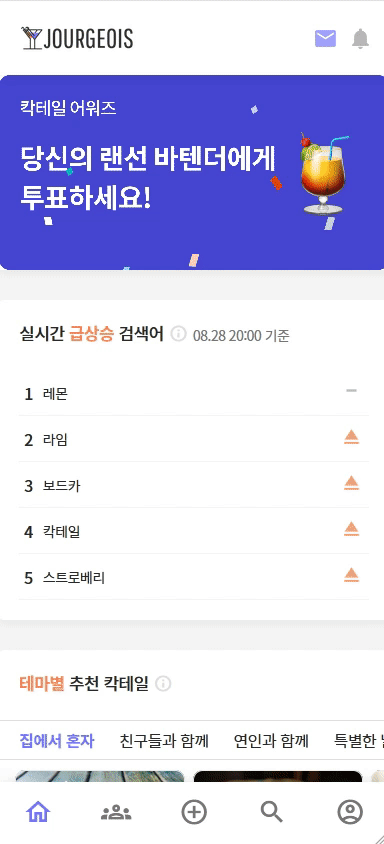 JOURGEOIS
칵테일 어워즈
당신의 랜선 바텐더에게
투표하세요!
실시간 급상승 검색어 08.28 20:00 기준
1 레몬
2 라임
3 보드카
4 칵테일
5 스트로베리
테마별 추천 칵테일
집에서 혼자 친구들과 함께 연인과 함께 특별한